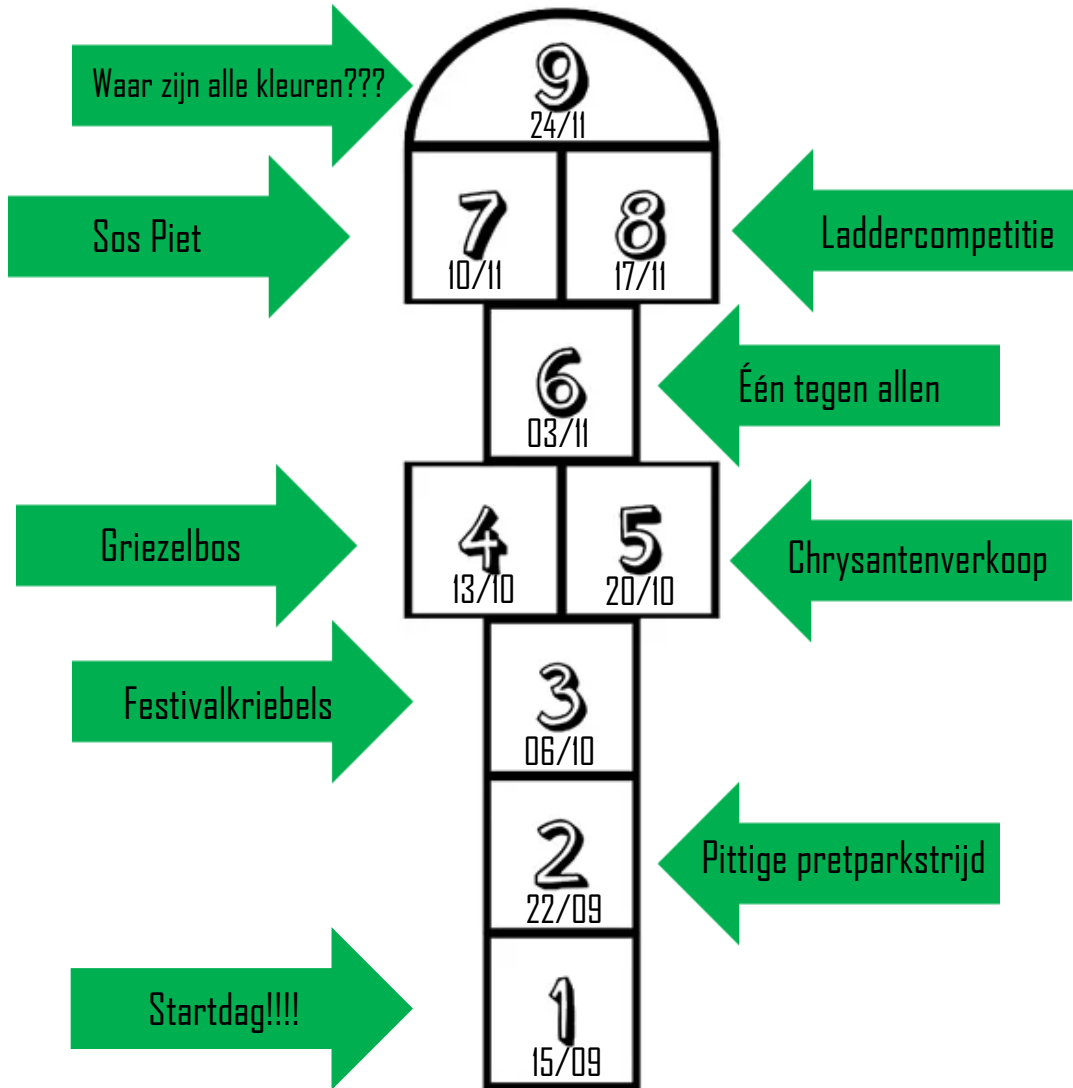 Waar zijn alle kleuren???
9
24/11
Sos Piet
7
10/11
8
17/11
Laddercompetitie
6
03/11
Één tegen allen
Griezelbos
4
13/10
5
20/10
Chrysantenverkoop
Festivalkriebels
3
06/10
2
22/09
Pittige pretparkstrijd
Startdag!!!!
1
15/09